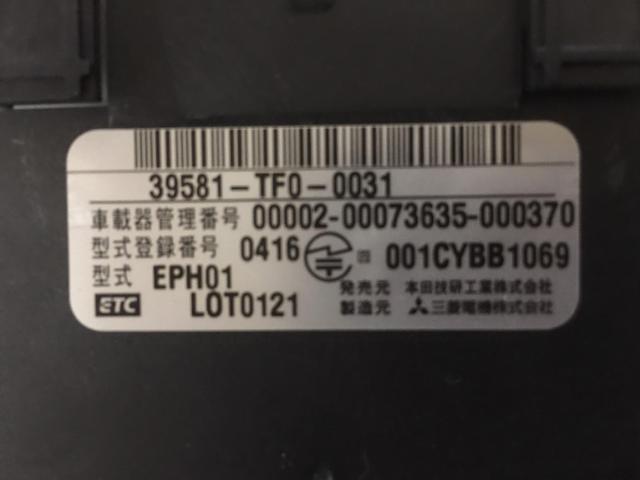 39581-TF0-0031
車載器管理番号 00002-00073635-000370
型式登録番号 0416 001CYBB1069
型式 EPH01 発売元 本田技研工業株式会社
ETC LOT0121 製造元 三菱電機株式会社